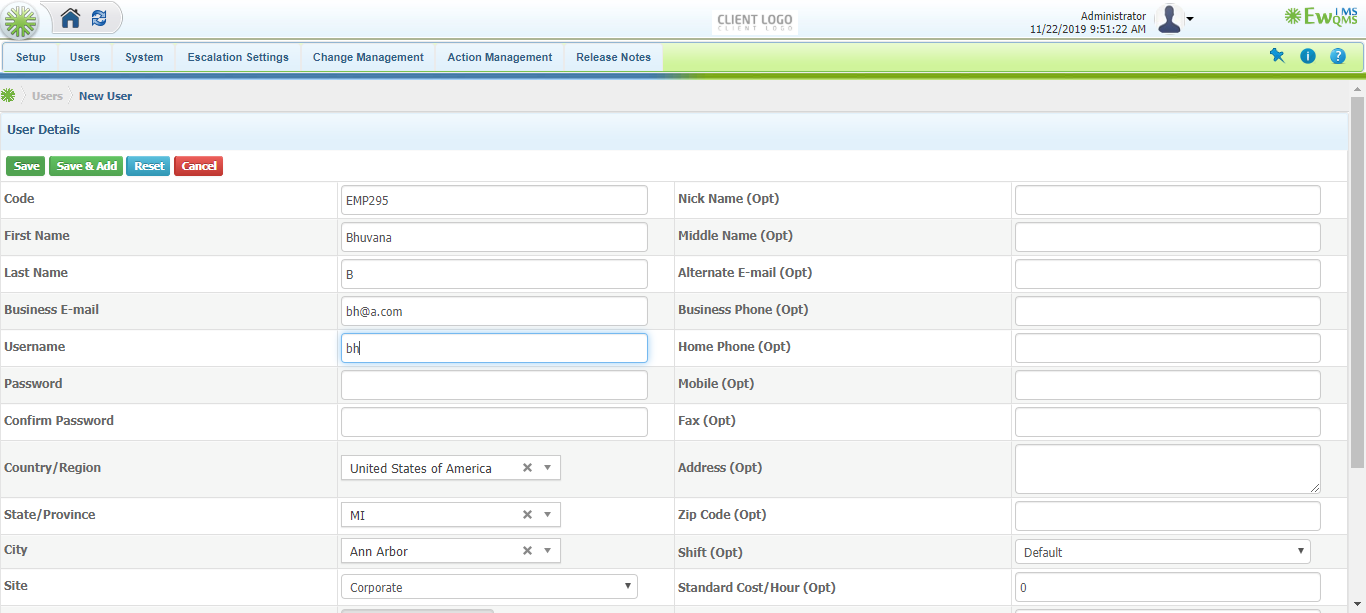 CLIENT LOGO
CLIENT LOGO
Administrator
11/22/2019 9:51:22 AM
EwQMS
iMS
Setup Users System Escalation Settings Change Management Action Management Release Notes
Users New User
User Details
Save Save & Add Reset Cancel
Code EMP295 Nick Name (Opt)
First Name Bhuvana Middle Name (Opt)
Last Name B Alternate E-mail (Opt)
Business E-mail bh@a.com Business Phone (Opt)
Username bh Home Phone (Opt)
Password Mobile (Opt)
Confirm Password Fax (Opt)
Country/Region United States of America Address (Opt)
State/Province MI Zip Code (Opt)
City Ann Arbor Shift (Opt) Default
Site Corporate Standard Cost/Hour (Opt) 0